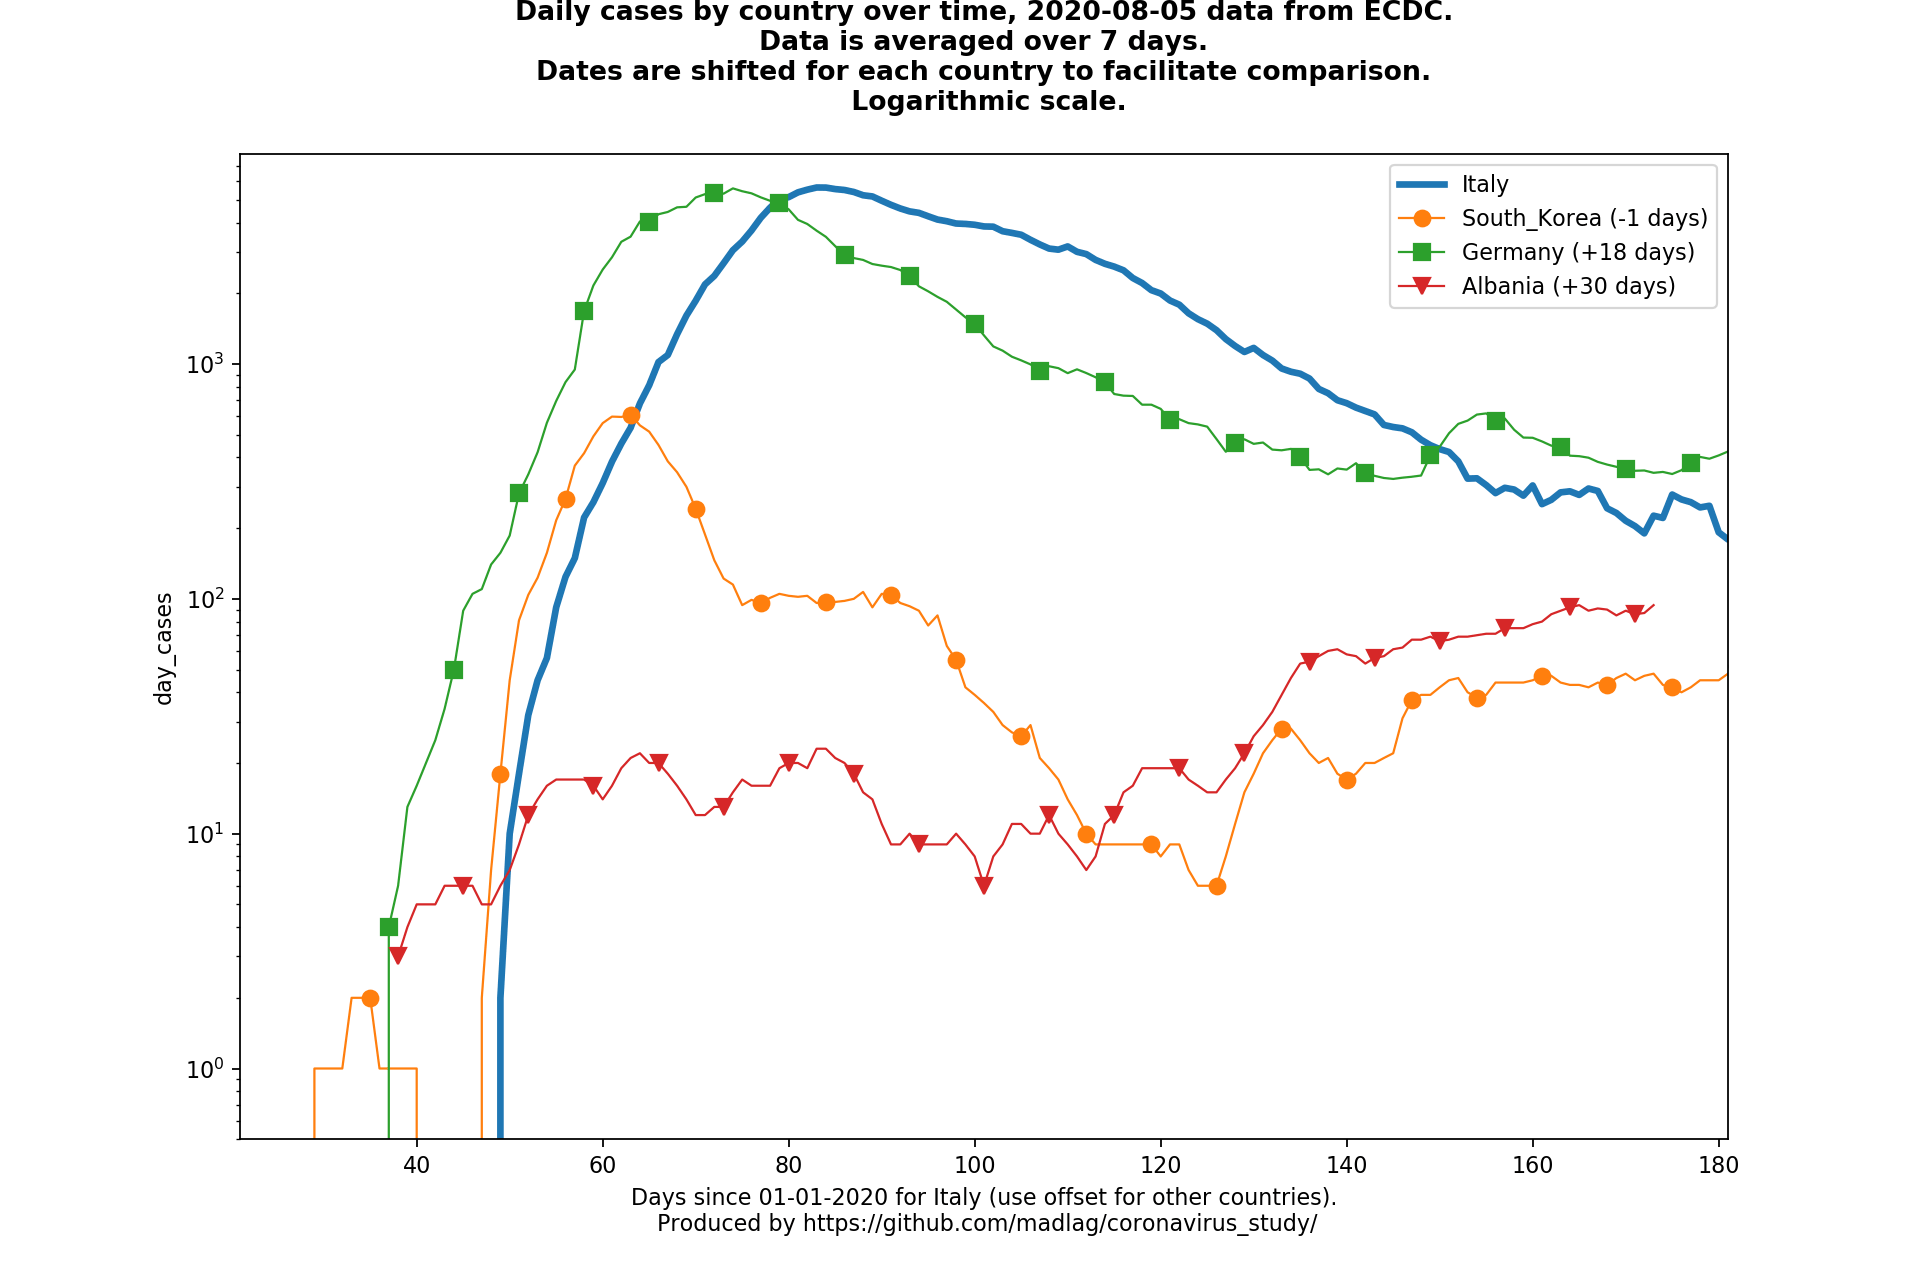 Daily cases by country over time, 2020-08-05 data from ECDC.
Data is averaged over 7 days.
Dates are shifted for each country to facilitate comparison.
Logarithmic scale.
Italy
South_Korea (-1 days)
Germany (+18 days)
Albania (+30 days)
day_cases
10³
10²
10¹
10⁰
40 60 80 100 120 140 160 180
Days since 01-01-2020 for Italy (use offset for other countries).
Produced by https://github.com/madlag/coronavirus_study/